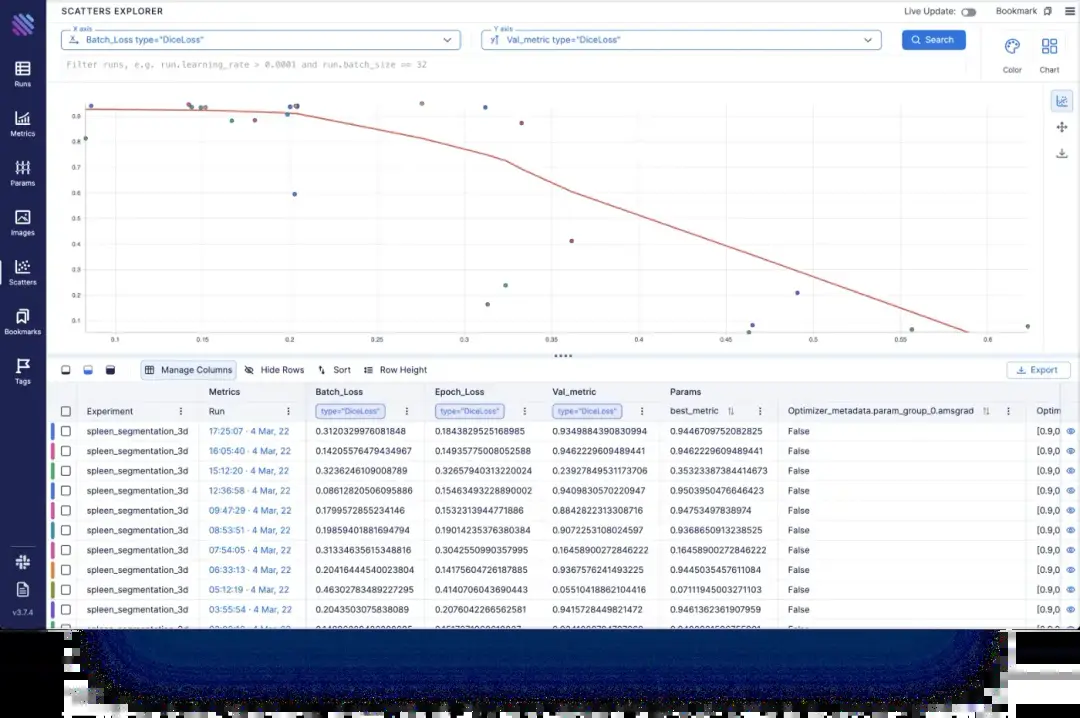 SCATTERS EXPLORER
Live Update:
Bookmark
X axis
Batch_Loss type="DiceLoss"
Y axis
Val_metric type="DiceLoss"
Search
Color
Chart
Filter runs, e.g. run.learning_rate > 0.0001 and run.batch_size == 32
Runs
Metrics
Params
Images
Scatters
Bookmarks
Tags
v3.7.4
0.9
0.8
0.7
0.6
0.5
0.4
0.3
0.2
0.1
0.1 0.15 0.2 0.25 0.3 0.35 0.4 0.45 0.5 0.55 0.6
Manage Columns Hide Rows Sort Row Height Export
Metrics Batch_Loss Epoch_Loss Val_metric Params
Experiment Run type="DiceLoss" type="DiceLoss" type="DiceLoss" best_metric Optimizer_metadata.param_group_0.amsgrad Optim
spleen_segmentation_3d 17:25:07 · 4 Mar, 22 0.3120329976081848 0.1843829525168985 0.9349884390830994 0.9446709752082825 False [0.9,0
spleen_segmentation_3d 16:05:40 · 4 Mar, 22 0.14205576479434967 0.14935775008052588 0.9462229609489441 0.9462229609489441 False [0.9,0
spleen_segmentation_3d 15:12:20 · 4 Mar, 22 0.3236246109008789 0.32657940313220024 0.23927849531173706 0.35323387384414673 False [0.9,0
spleen_segmentation_3d 12:36:58 · 4 Mar, 22 0.08612820506095886 0.15463493228890002 0.9409830570220947 0.9503950476646423 False [0.9,0
spleen_segmentation_3d 09:47:29 · 4 Mar, 22 0.1799572855234146 0.1532313944771886 0.8842822313308716 0.94753497838974 False [0.9,0
spleen_segmentation_3d 08:53:51 · 4 Mar, 22 0.19859401881694794 0.19014235376380384 0.9072253108024597 0.9368650913238525 False [0.9,0
spleen_segmentation_3d 07:54:05 · 4 Mar, 22 0.31334635615348816 0.3042550990357995 0.16458900272846222 0.16458900272846222 False [0.9,0
spleen_segmentation_3d 06:33:13 · 4 Mar, 22 0.20416444540023804 0.14175604726187885 0.9367576241493225 0.9445035457611084 False [0.9,0
spleen_segmentation_3d 05:12:19 · 4 Mar, 22 0.46302783489227295 0.4140706043690443 0.05510418862104416 0.07111945003271103 False [0.9,0
spleen_segmentation_3d 03:55:54 · 4 Mar, 22 0.2043503075838089 0.2076042266562581 0.9415728449821472 0.9461362361907959 False [0.9,0